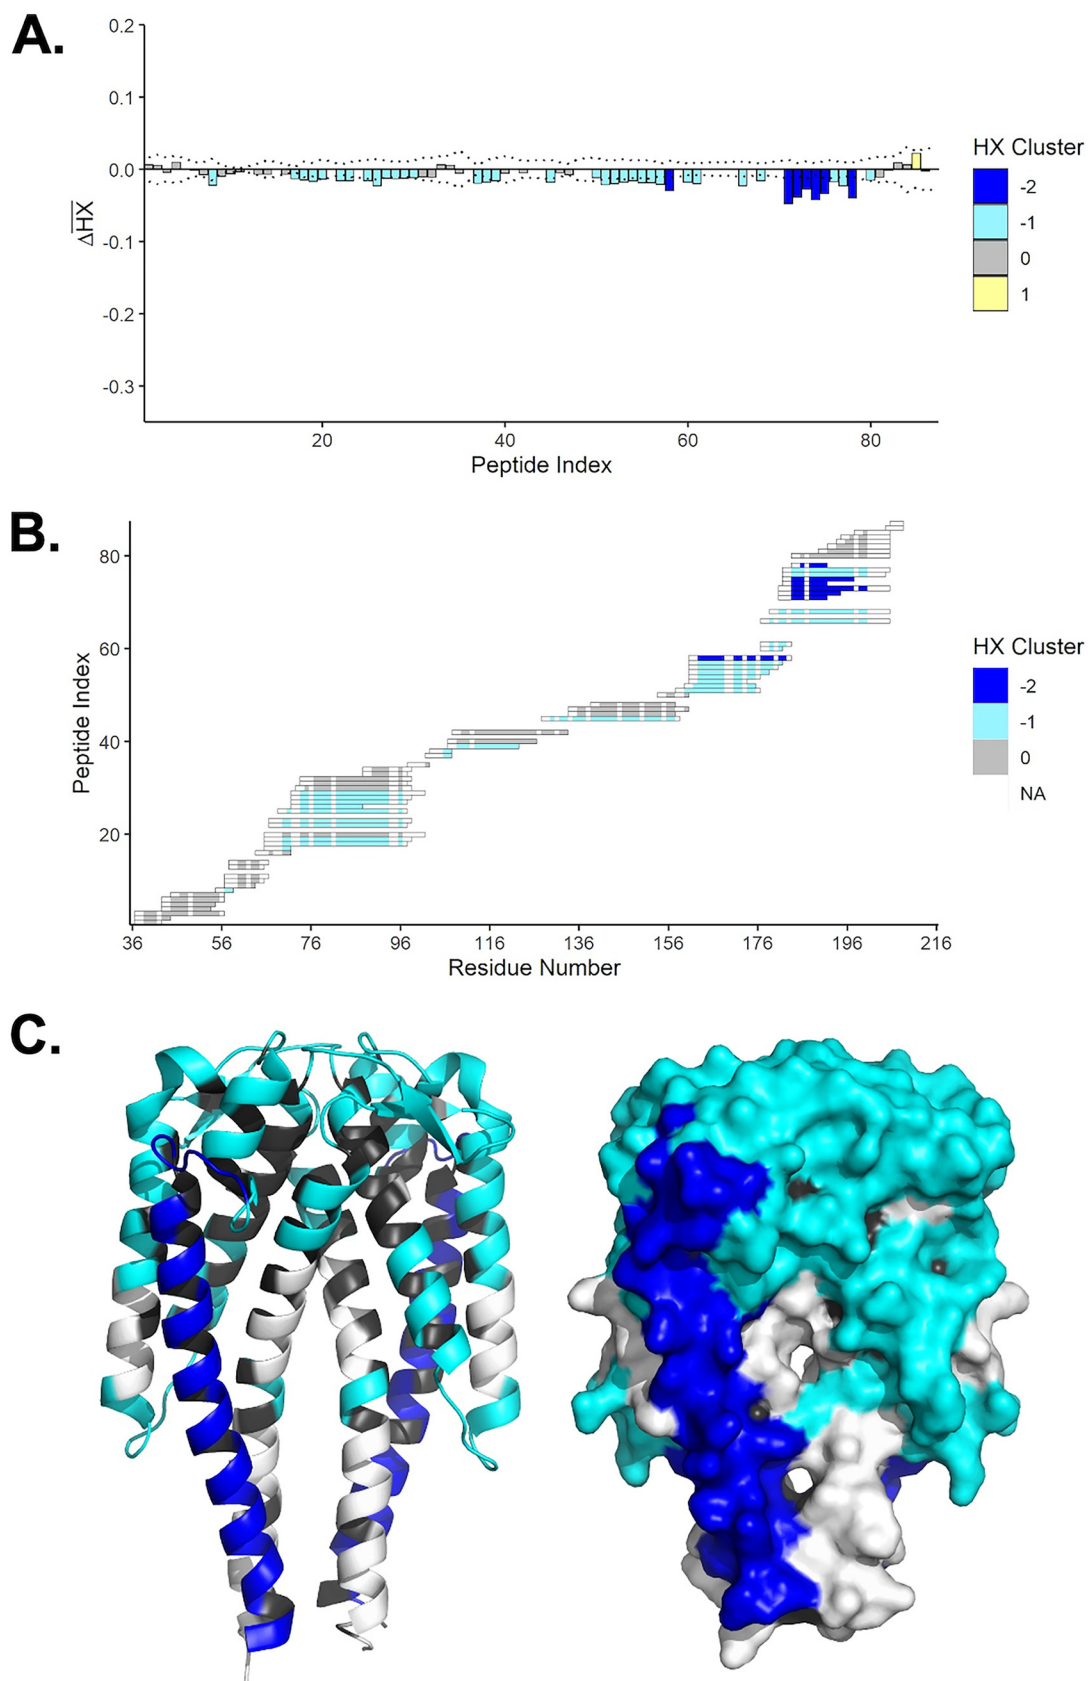 A.
0.2
0.1
0.0
-0.1
-0.2
-0.3
ΔHX
20 40 60 80
Peptide Index
HX Cluster
-2
-1
0
1
B.
80
60
40
20
Peptide Index
36 56 76 96 116 136 156 176 196 216
Residue Number
HX Cluster
-2
-1
0
NA
C.